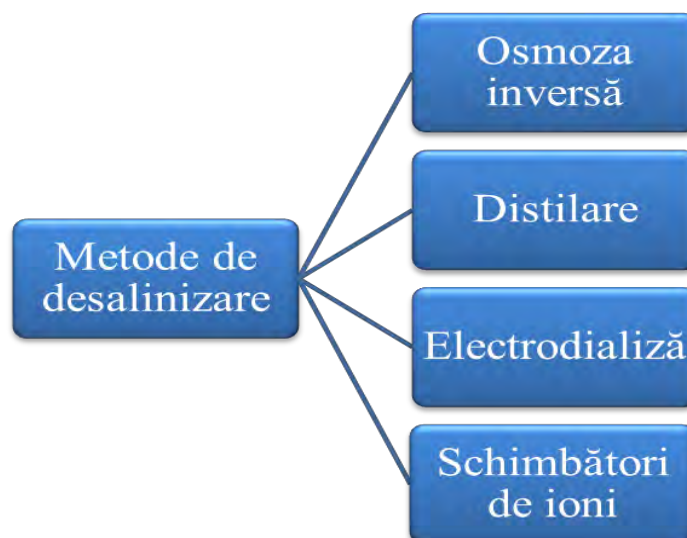 Metode de
desalinizare
Osmoza
inversă
Distilare
Electrodializă
Schimbători
de ioni